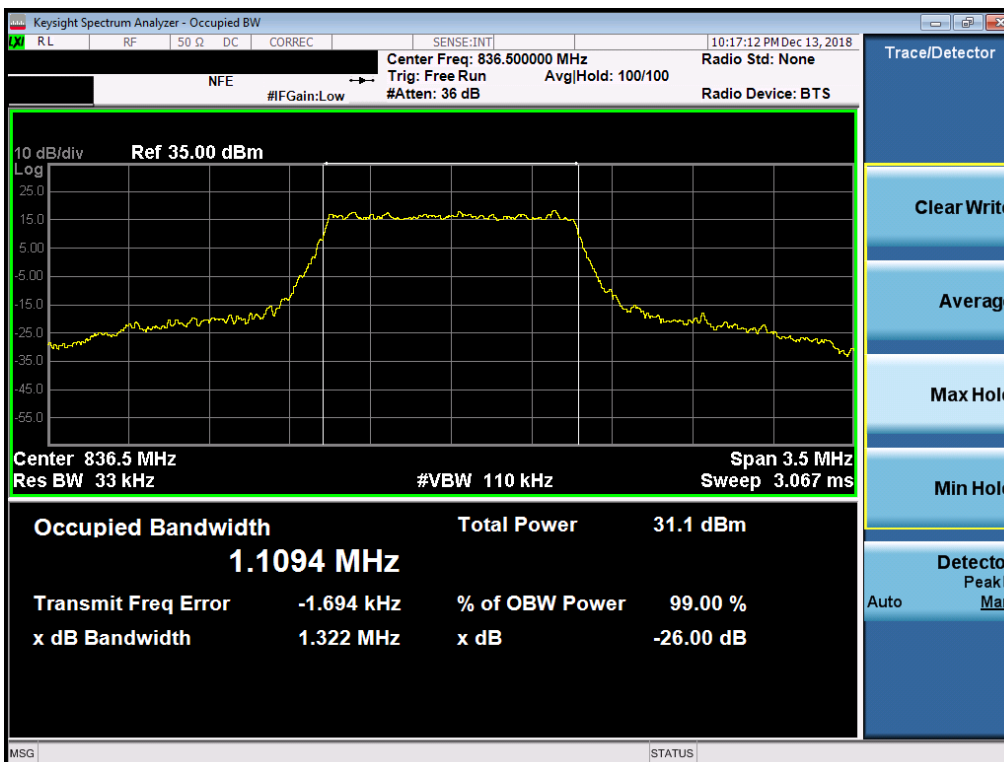 Keysight Spectrum Analyzer - Occupied BW
LXI RL RF 50 Ω DC CORREC SENSE:INT 10:17:12 PM Dec 13, 2018
Center Freq: 836.500000 MHz Radio Std: None
NFE Trig: Free Run Avg|Hold: 100/100
#IFGain:Low #Atten: 36 dB Radio Device: BTS
Trace/Detector
10 dB/div Ref 35.00 dBm
Log
25.0
15.0
5.00
-5.00
-15.0
-25.0
-35.0
-45.0
-55.0
Center 836.5 MHz Span 3.5 MHz
Res BW 33 kHz #VBW 110 kHz Sweep 3.067 ms
Occupied Bandwidth Total Power 31.1 dBm
1.1094 MHz
Transmit Freq Error -1.694 kHz % of OBW Power 99.00 %
x dB Bandwidth 1.322 MHz x dB -26.00 dB
Clear Write
Averag
Max Hol
Min Hol
Detecto
Peak
Auto Ma
MSG STATUS